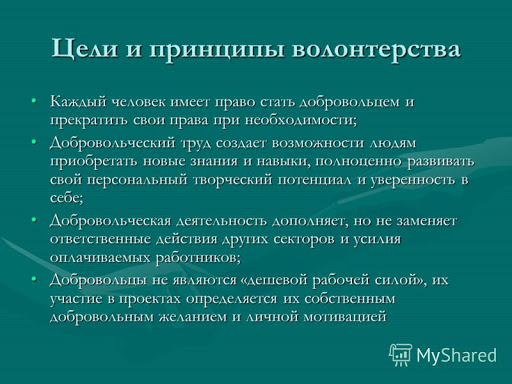 Цели и принципы волонтерства
• Каждый человек имеет право стать добровольцем и
прекратить свои права при необходимости;
• Добровольческий труд создает возможности людям
приобретать новые знания и навыки, полноценно развивать
свой персональный творческий потенциал и уверенность в
себе;
• Добровольческая деятельность дополняет, но не заменяет
ответственные действия других секторов и усилия
оплачиваемых работников;
• Добровольцы не являются «дешевой рабочей силой», их
участие в проектах определяется их собственным
добровольным желанием и личной мотивацией
MyShared